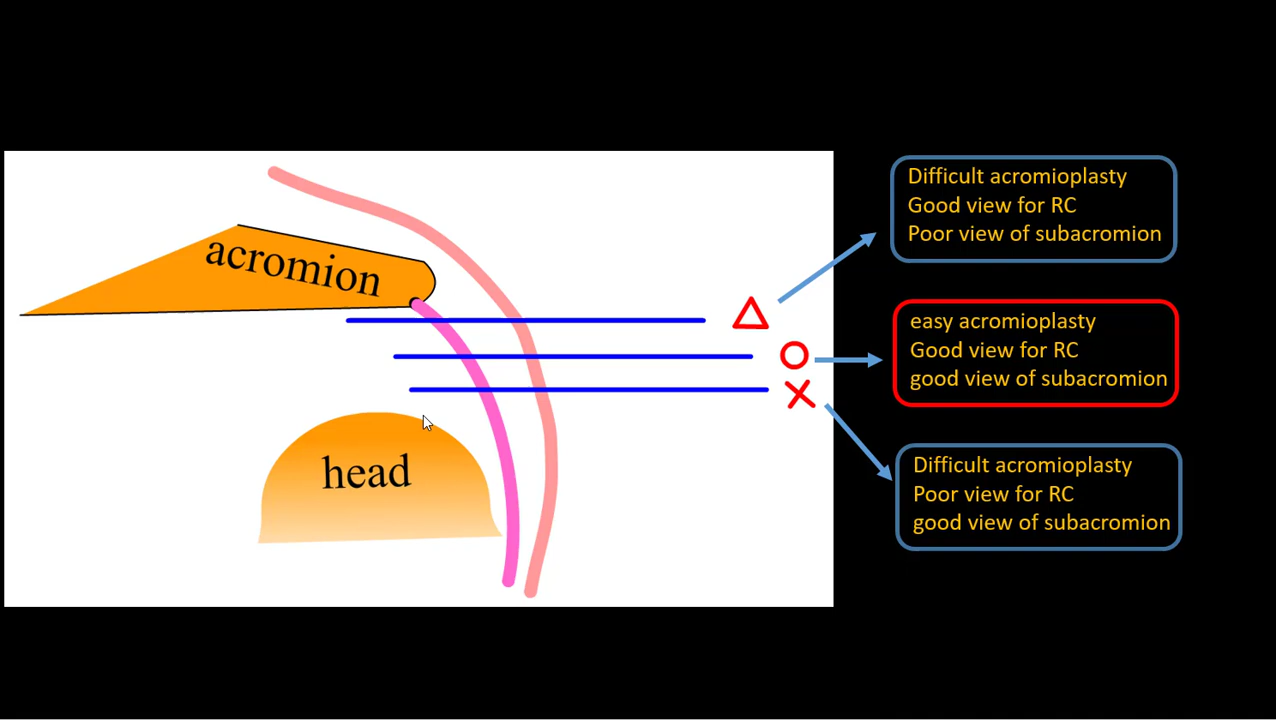 acromion
head
Difficult acromioplasty
Good view for RC
Poor view of subacromion
easy acromioplasty
Good view for RC
good view of subacromion
Difficult acromioplasty
Poor view for RC
good view of subacromion